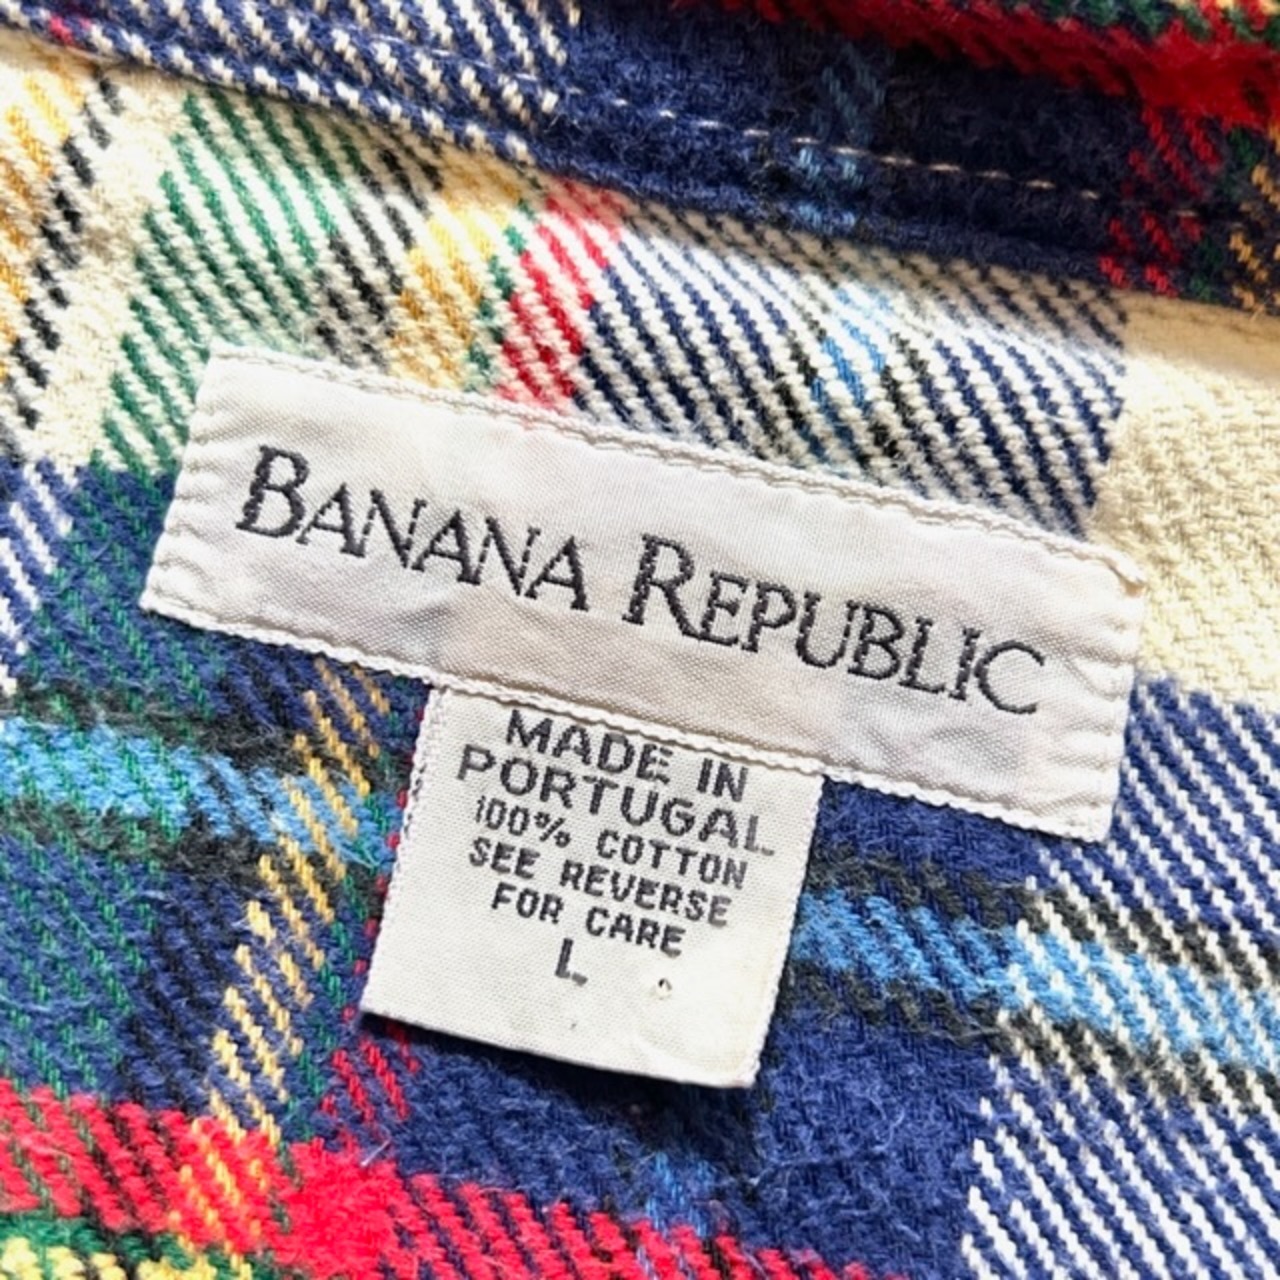 BANANA REPUBLIC
MADE IN
PORTUGAL
100% COTTON
SEE REVERSE
FOR CARE
L